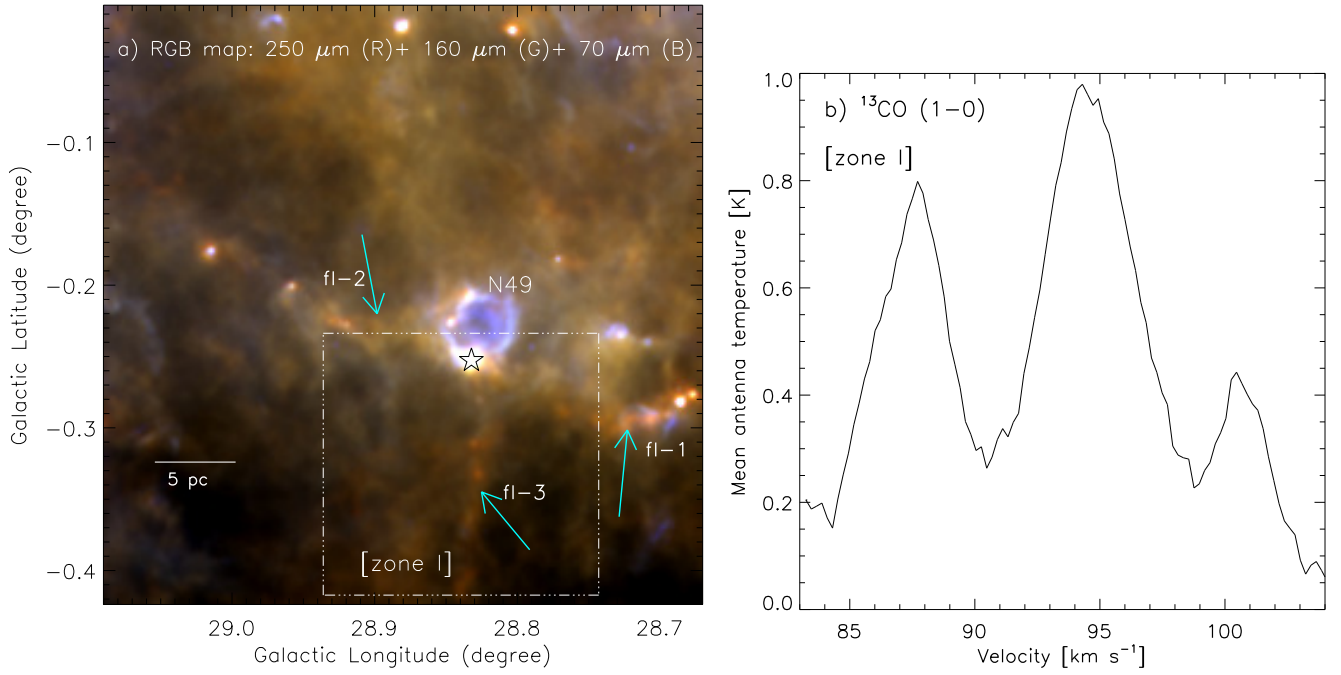 a) RGB map: 250 μm (R)+ 160 μm (G)+ 70 μm (B)
N49
fl−2
fl−1
fl−3
5 pc
[zone I]
−0.1
−0.2
−0.3
−0.4
Galactic Latitude (degree)
29.0 28.9 28.8 28.7
Galactic Longitude (degree)
b) ¹³CO (1−0)
[zone I]
1.0
0.8
0.6
0.4
0.2
0.0
Mean antenna temperature [K]
85 90 95 100
Velocity [km s⁻¹]